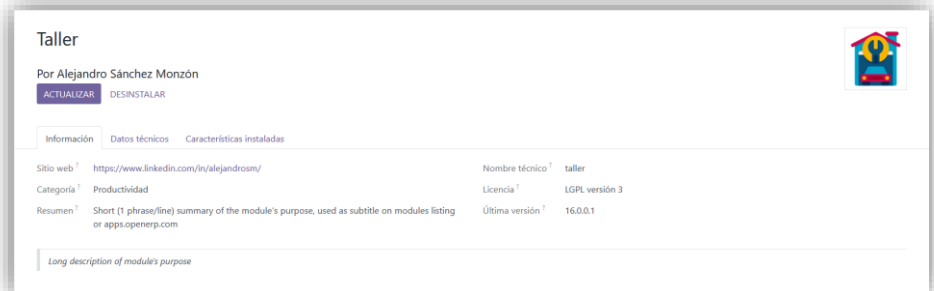 Taller
Por Alejandro Sánchez Monzón
ACTUALIZAR DESINSTALAR
Información Datos técnicos Características instaladas
Sitio web ? https://www.linkedin.com/in/alejandrosm/ Nombre técnico ? taller
Categoría ? Productividad Licencia ? LGPL versión 3
Resumen ? Short (1 phrase/line) summary of the module's purpose, used as subtitle on modules listing Última versión ? 16.0.0.1
or apps.openerp.com
Long description of module's purpose